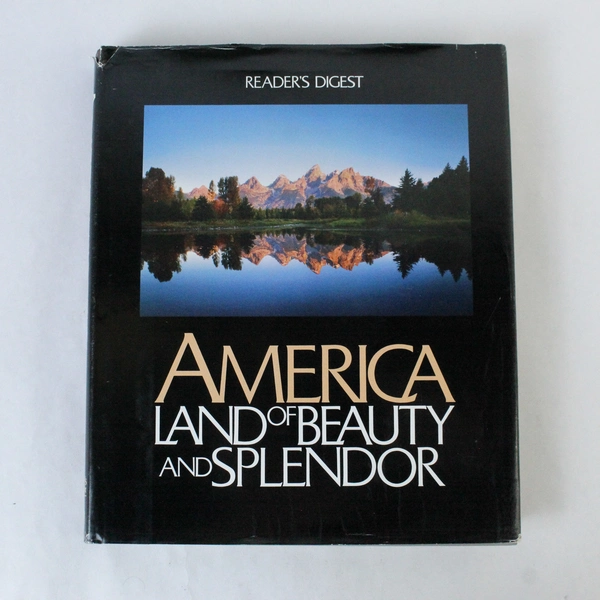 READER'S DIGEST
AMERICA
LAND OF BEAUTY
AND SPLENDOR